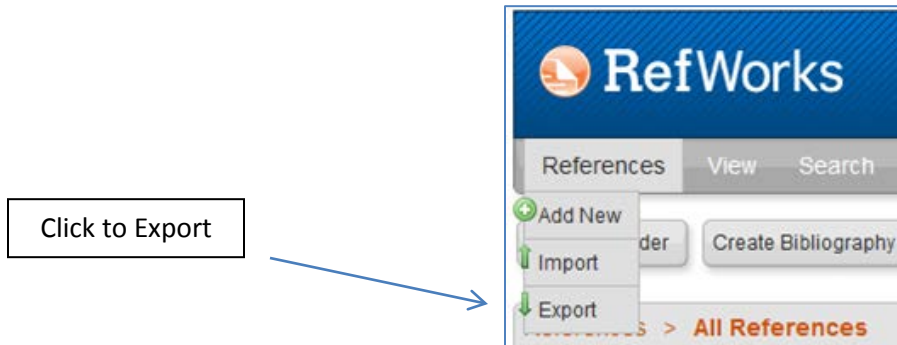 RefWorks
References View Search
Add New
der Create Bibliography
Import
Export
s > All References
Click to Export